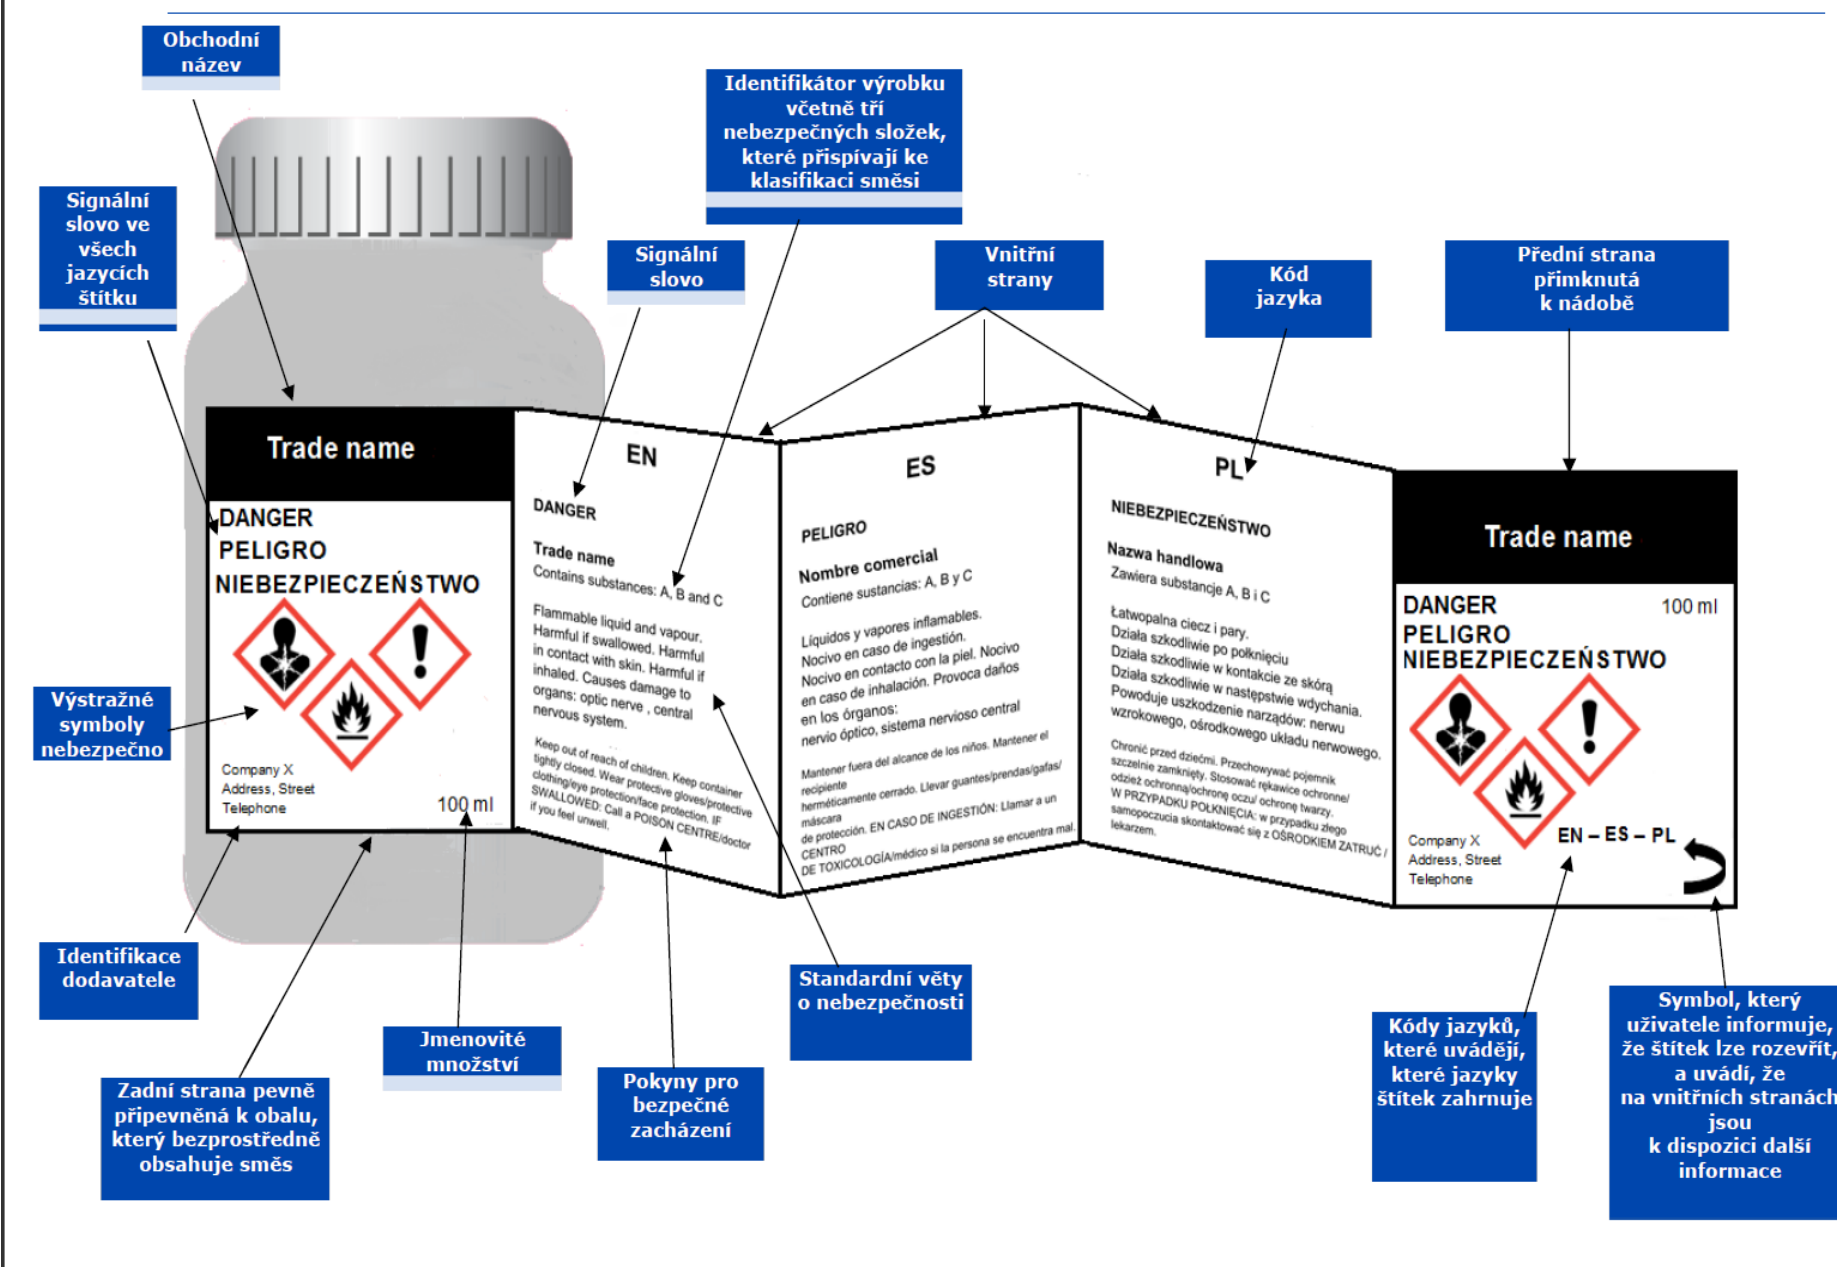 Obchodní
název
Identifikátor výrobku
včetně tří
nebezpečných složek,
které přispívají ke
klasifikaci směsi
Signální
slovo ve
všech
jazycích
štítku
Signální
slovo
Vnitřní
strany
Kód
jazyka
Přední strana
přimknutá
k nádobě
Trade name
DANGER
PELIGRO
NIEBEZPIECZEŃSTWO
Company X
Address, Street
Telephone
100 ml
EN
DANGER
Trade name
Contains substances: A, B and C
Flammable liquid and vapour.
Harmful if swallowed. Harmful
in contact with skin. Harmful if
inhaled. Causes damage to
organs: optic nerve , central
nervous system.
Keep out of reach of children. Keep container
tightly closed. Wear protective gloves/protective
clothing/eye protection/face protection. IF
SWALLOWED: Call a POISON CENTRE/doctor
if you feel unwell.
ES
PELIGRO
Nombre comercial
Contiene sustancias: A, B y C
Líquidos y vapores inflamables.
Nocivo en caso de ingestión.
Nocivo en contacto con la piel. Nocivo
en caso de inhalación. Provoca daños
en los órganos:
nervio óptico, sistema nervioso central
Mantener fuera del alcance de los niños. Mantener el
recipiente
herméticamente cerrado. Llevar guantes/prendas/gafas/
máscara
de protección. EN CASO DE INGESTIÓN: Llamar a un
CENTRO
DE TOXICOLOGÍA/médico si la persona se encuentra mal.
PL
NIEBEZPIECZEŃSTWO
Nazwa handlowa
Zawiera substancje A, B i C
Łatwopalna ciecz i pary.
Działa szkodliwie po połknięciu
Działa szkodliwie w kontakcie ze skórą
Działa szkodliwie w następstwie wdychania.
Powoduje uszkodzenie narządów: nerwu
wzrokowego, ośrodkowego układu nerwowego.
Chronić przed dziećmi. Przechowywać pojemnik
szczelnie zamknięty. Stosować rękawice ochronne/
odzież ochronną/ochronę oczu/ ochronę twarzy.
W PRZYPADKU POŁKNIĘCIA: w przypadku złego
samopoczucia skontaktować się z OŚRODKIEM ZATRUĆ /
lekarzem.
Trade name
DANGER
100 ml
PELIGRO
NIEBEZPIECZEŃSTWO
EN – ES – PL
Company X
Address, Street
Telephone
Výstražné
symboly
nebezpečno
Identifikace
dodavatele
Zadní strana pevně
připevněná k obalu,
který bezprostředně
obsahuje směs
Jmenovité
množství
Pokyny pro
bezpečné
zacházení
Standardní věty
o nebezpečnosti
Kódy jazyků,
které uvádějí,
které jazyky
štítek zahrnuje
Symbol, který
uživatele informuje,
že štítek lze rozevřít,
a uvádí, že
na vnitřních stranách
jsou
k dispozici další
informace